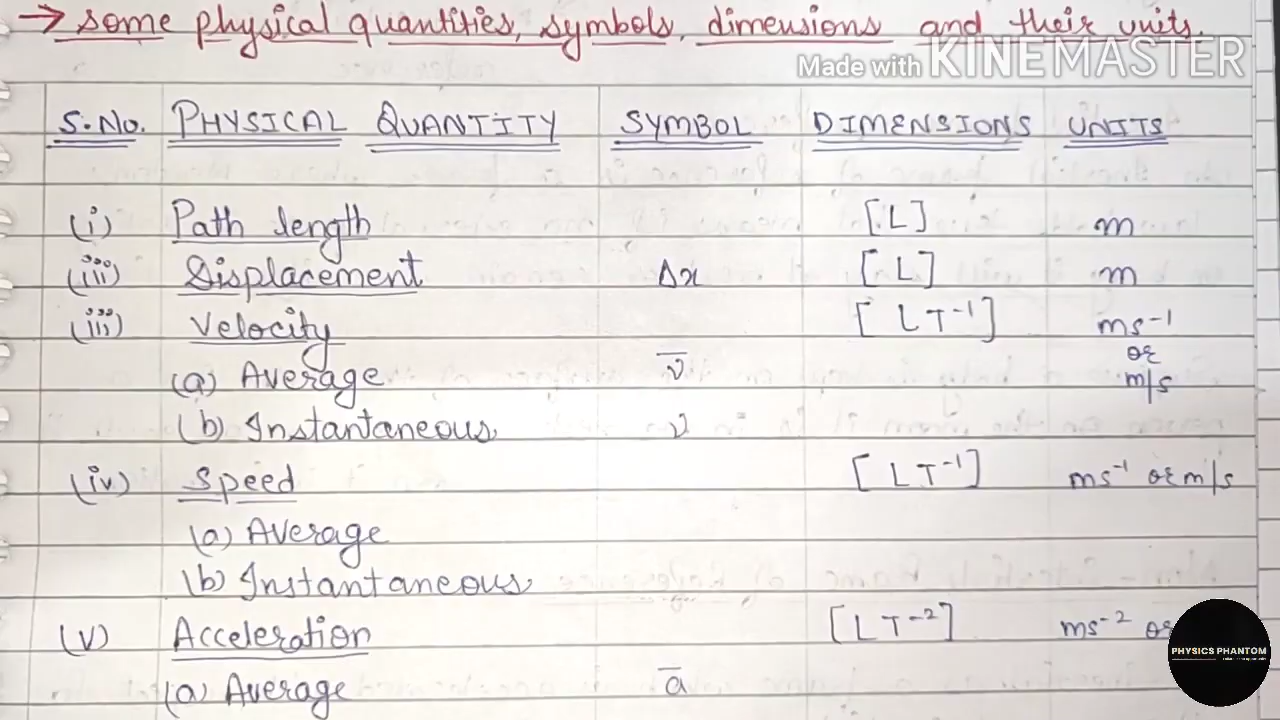 → some physical quantities, symbols, dimensions and their units.
Made with KINEMASTER
S.No. PHYSICAL QUANTITY SYMBOL DIMENSIONS UNITS
(i) Path length [L] m
(iii) Displacement Δx [L] m
(iii) Velocity [LT⁻¹] ms⁻¹
or
(a) Average v̅ m/s
(b) Instantaneous v
(iv) Speed [LT⁻¹] ms⁻¹ or m/s
(a) Average
(b) Instantaneous
(v) Acceleration [LT⁻²] ms⁻² or
PHYSICS PHANTOM
(a) Average a̅